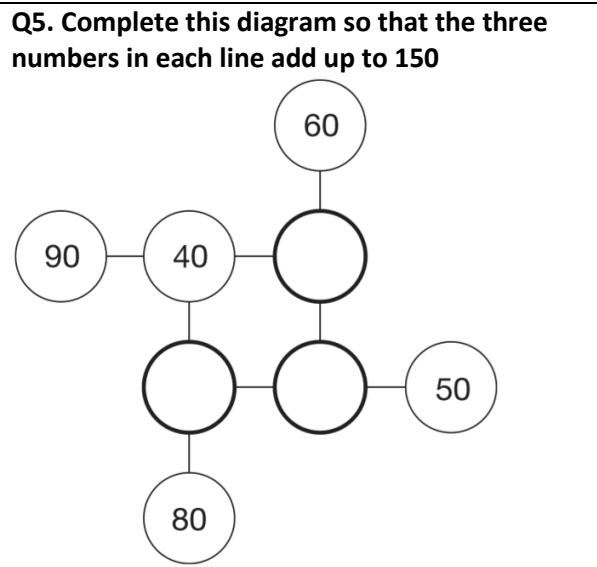 Q5. Complete this diagram so that the three
numbers in each line add up to 150
60
90 40
50
80